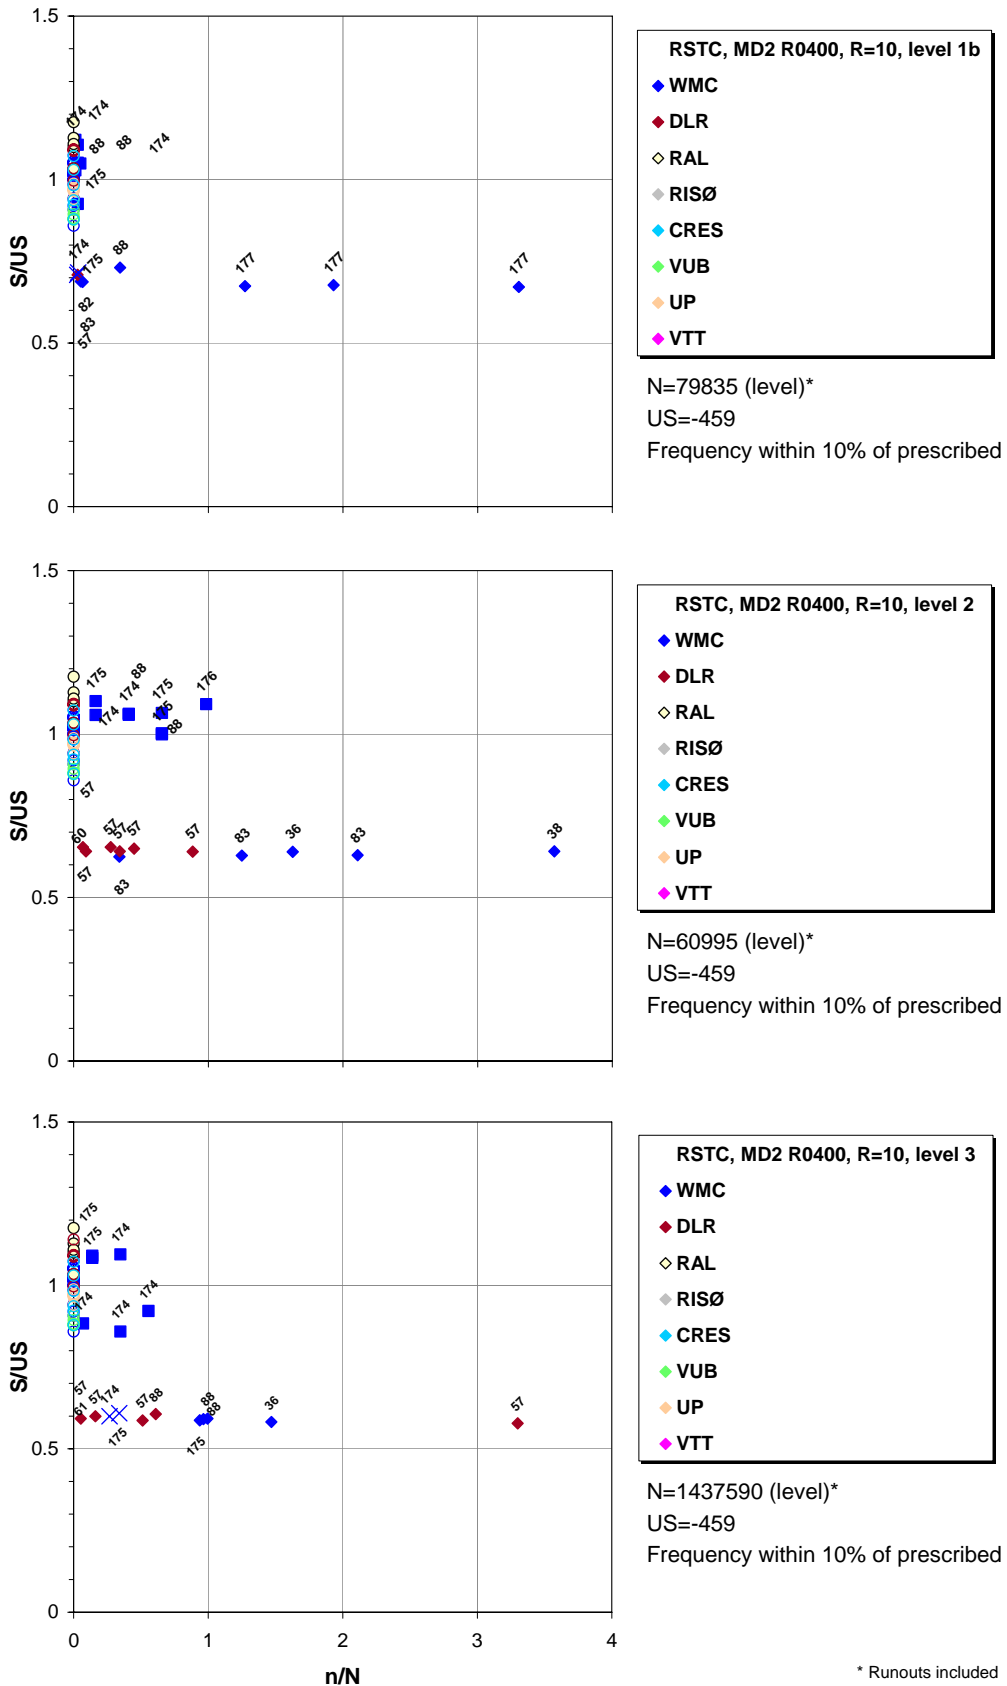 1.5
1
0.5
0
S/US
174 174
88 88 174
175
174
175
88
177
177
177
82
83
57
RSTC, MD2 R0400, R=10, level 1b
WMC
DLR
RAL
RISØ
CRES
VUB
UP
VTT
N=79835 (level)*
US=-459
Frequency within 10% of prescribed
1.5
1
0.5
0
S/US
88
175
174
175
176
174
175
88
57
60
57
57
57
57
83
36
83
38
57
83
RSTC, MD2 R0400, R=10, level 2
WMC
DLR
RAL
RISØ
CRES
VUB
UP
VTT
N=60995 (level)*
US=-459
Frequency within 10% of prescribed
1.5
1
0.5
0
S/US
175
175
174
174
174
174
57
61
57
174
57
88
88
88
36
57
175
175
0
1
2
3
4
n/N
RSTC, MD2 R0400, R=10, level 3
WMC
DLR
RAL
RISØ
CRES
VUB
UP
VTT
N=1437590 (level)*
US=-459
Frequency within 10% of prescribed
* Runouts included